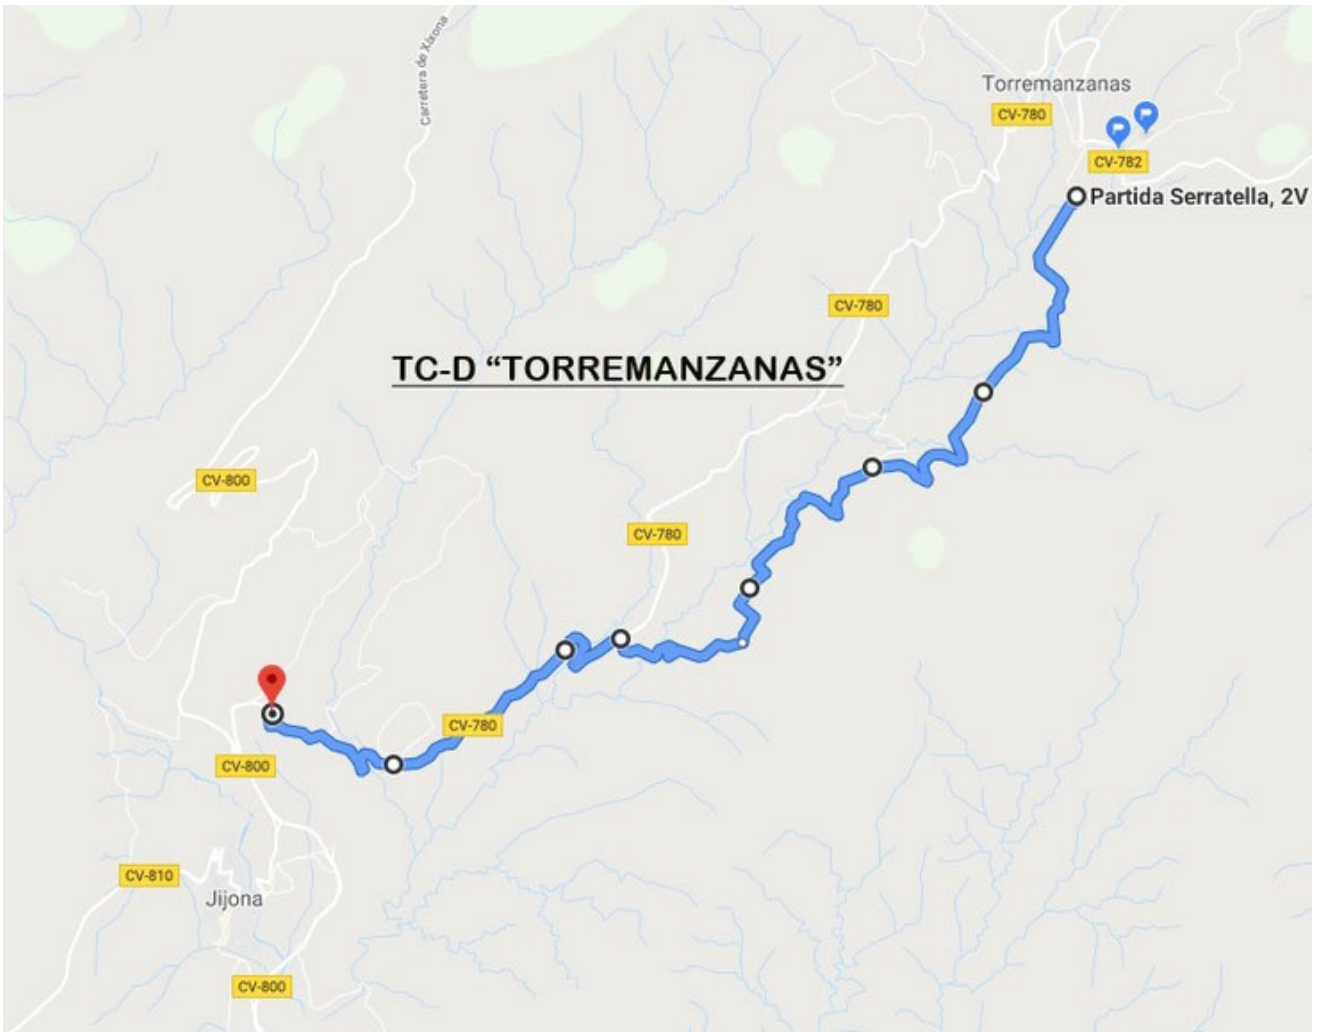 Carretera de Xixona
Torremanzanas
CV-780
CV-782
Partida Serratella, 2V
CV-780
TC-D “TORREMANZANAS”
CV-800
CV-780
CV-780
CV-800
CV-810
Jijona
CV-800